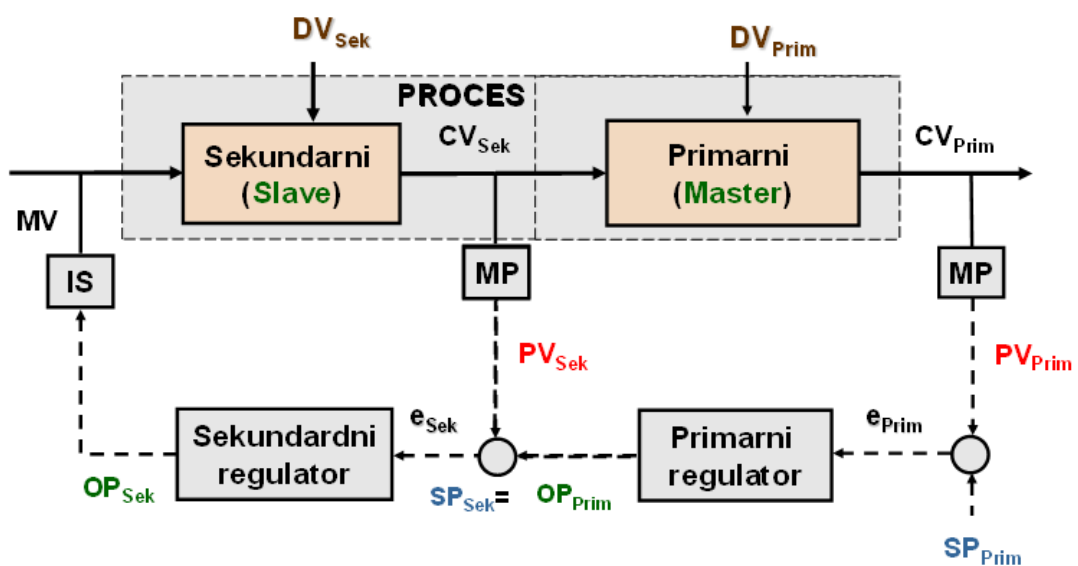 DV_Sek
DV_Prim
PROCES
Sekundarni
(Slave)
CV_Sek
Primarni
(Master)
CV_Prim
MV
IS
MP
MP
PV_Sek
PV_Prim
Sekundardni
regulator
e_Sek
Primarni
regulator
e_Prim
OP_Sek
SP_Sek=
OP_Prim
SP_Prim